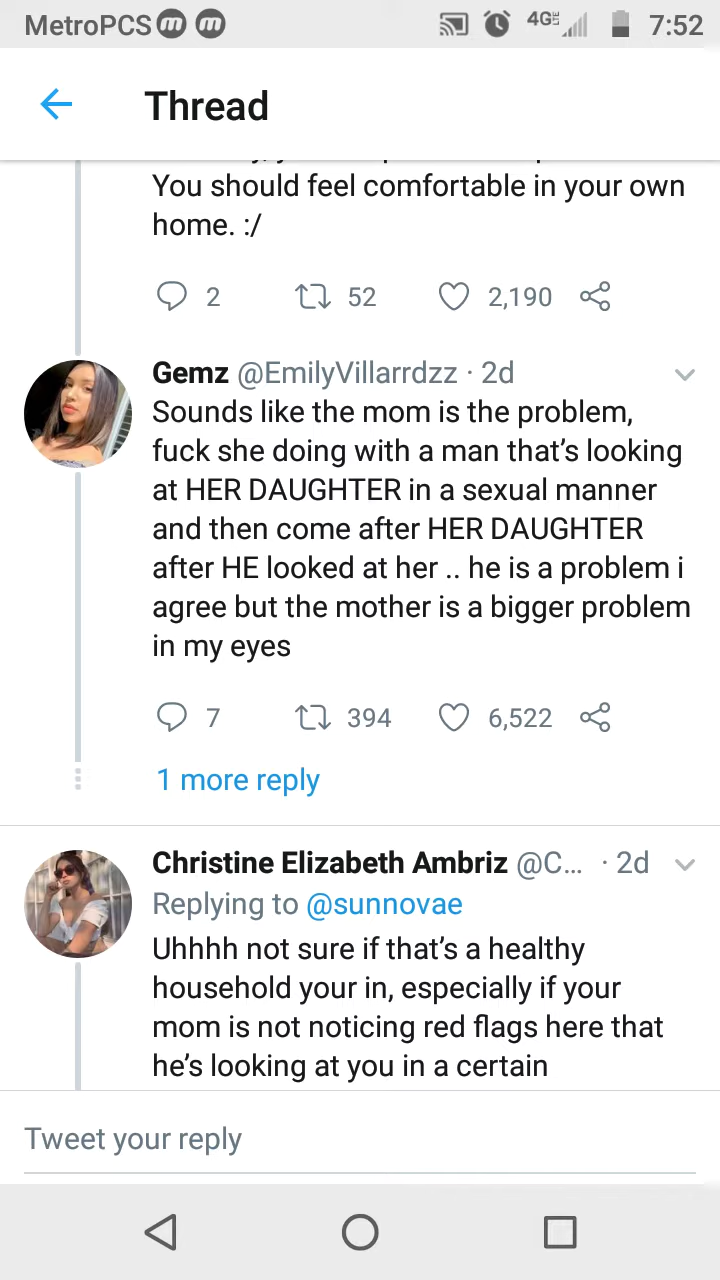 MetroPCS
4G LTE
7:52
Thread
You should feel comfortable in your own
home. :/
2 52 2,190
Gemz @EmilyVillarrdzz · 2d
Sounds like the mom is the problem,
fuck she doing with a man that's looking
at HER DAUGHTER in a sexual manner
and then come after HER DAUGHTER
after HE looked at her .. he is a problem i
agree but the mother is a bigger problem
in my eyes
7 394 6,522
1 more reply
Christine Elizabeth Ambriz @C... · 2d
Replying to @sunnovae
Uhhhh not sure if that's a healthy
household your in, especially if your
mom is not noticing red flags here that
he's looking at you in a certain
Tweet your reply